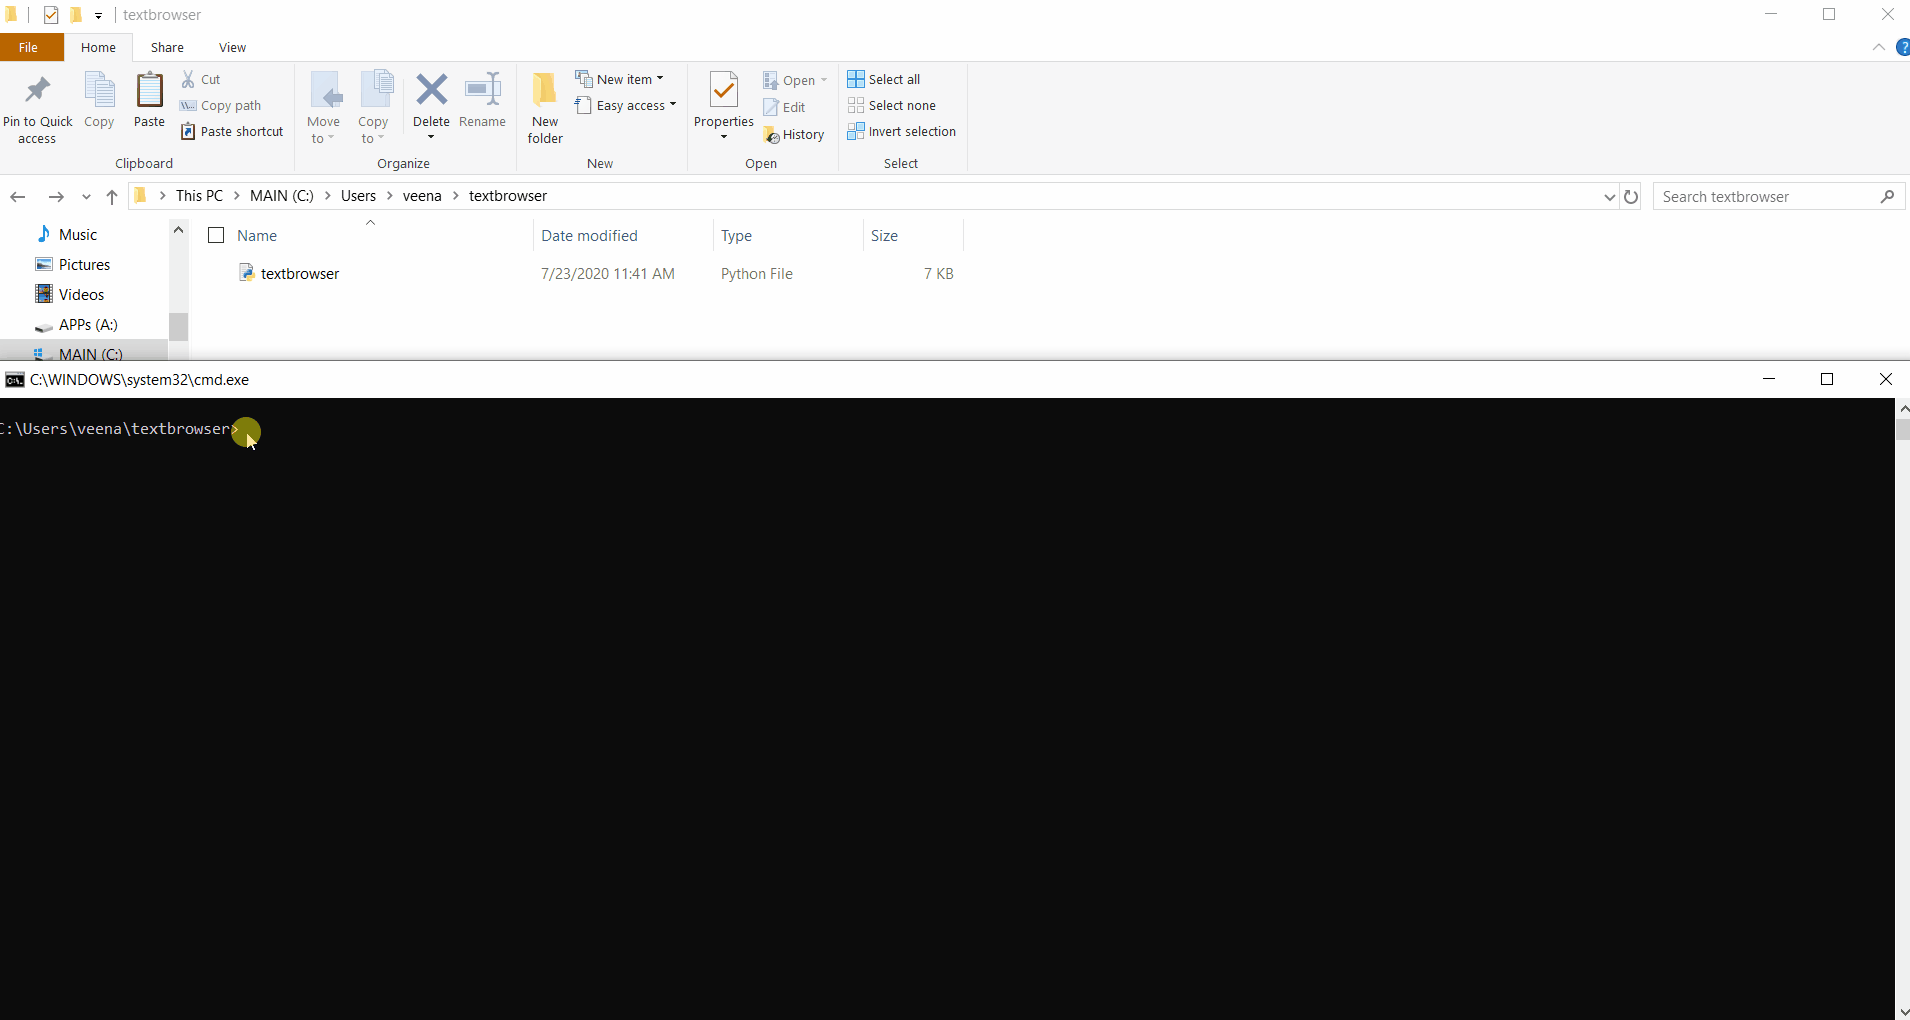 textbrowser
File Home Share View
Pin to Quick access
Copy
Paste
Cut
Copy path
Paste shortcut
Clipboard
Move to
Copy to
Delete
Rename
Organize
New folder
New item
Easy access
New
Properties
Open
Edit
History
Open
Select all
Select none
Invert selection
Select
This PC > MAIN (C:) > Users > veena > textbrowser
Search textbrowser
Music
Pictures
Videos
APPs (A:)
MAIN (C:)
Name Date modified Type Size
textbrowser 7/23/2020 11:41 AM Python File 7 KB
C:\WINDOWS\system32\cmd.exe
C:\Users\veena\textbrowser>